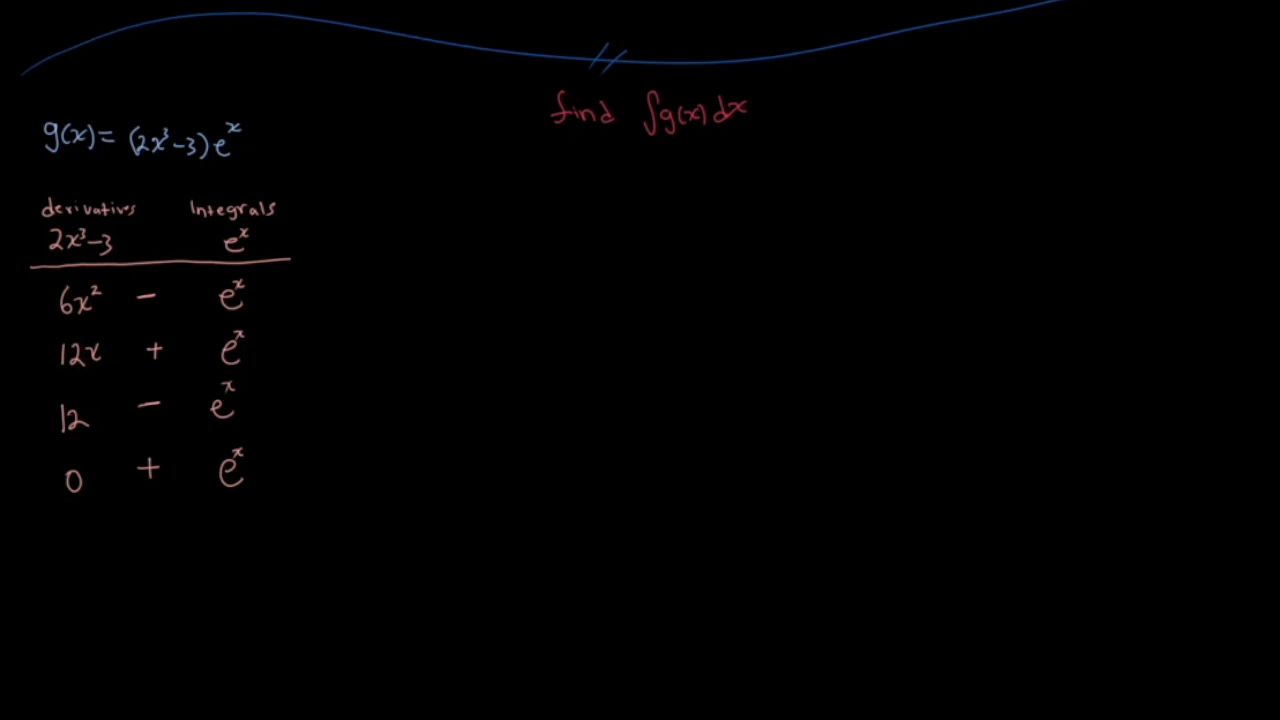 find ∫g(x)dx
g(x)= (2x³-3)eˣ
derivatives Integrals
2x³-3 eˣ
6x² - eˣ
12x + eˣ
12 - eˣ
0 + eˣ